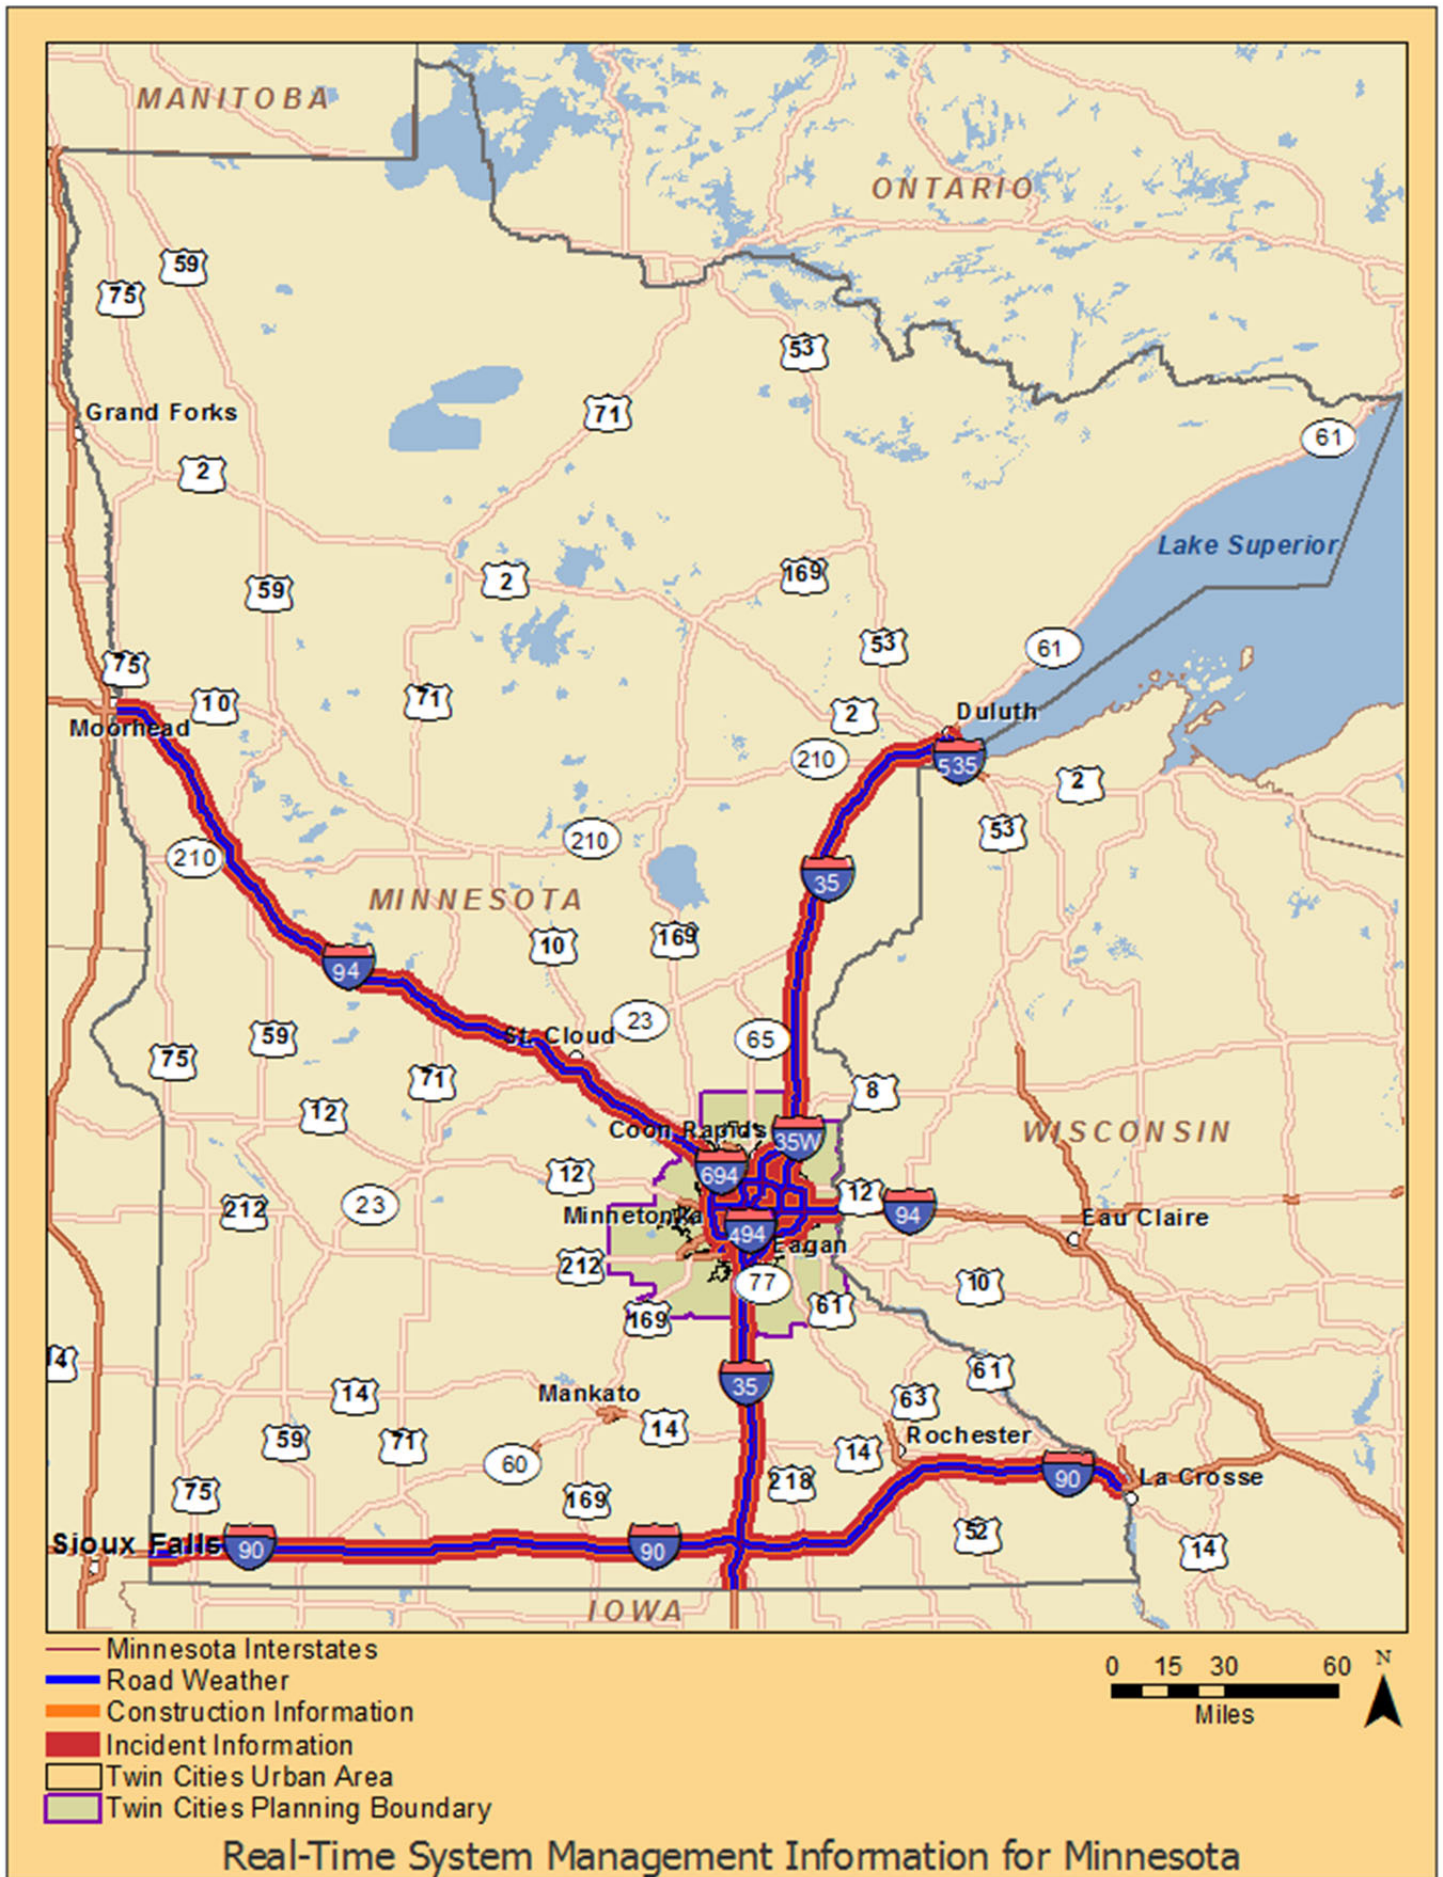 MANITOBA
ONTARIO
59
75
53
71
Grand Forks
61
2
Lake Superior
169
2
59
53
61
75
10
71
2
Duluth
Moorhead
210
535
2
53
210
210
35
MINNESOTA
10
169
94
23
St. Cloud
65
59
75
71
8
12
Coon Rapids
35W
WISCONSIN
694
12
12
94
212
23
Minnetonka
494
Eau Claire
Eagan
212
77
10
169
61
14
61
14
Mankato
63
14
Rochester
59
71
14
60
90
La Crosse
75
169
218
52
Sioux Falls
90
90
14
IOWA
Minnesota Interstates
Road Weather
Construction Information
Incident Information
Twin Cities Urban Area
Twin Cities Planning Boundary
0 15 30 60
Miles
N
Real-Time System Management Information for Minnesota